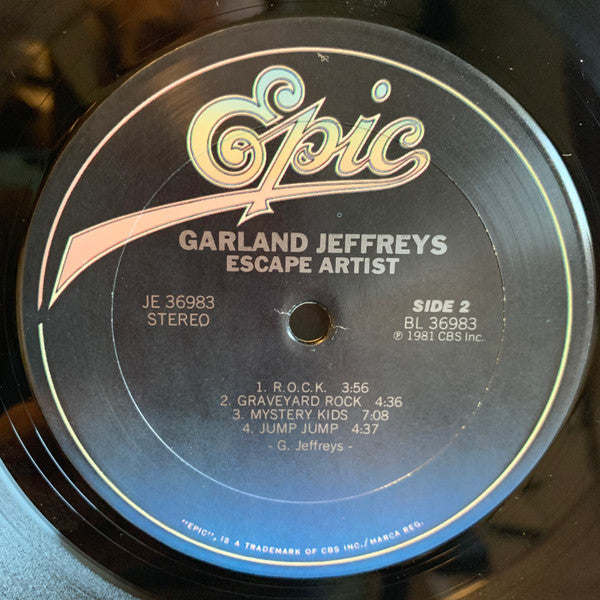 Epic
GARLAND JEFFREYS
ESCAPE ARTIST
JE 36983
STEREO
SIDE 2
BL 36983
℗ 1981 CBS Inc.
1. R.O.C.K. 3:56
2. GRAVEYARD ROCK 4:36
3. MYSTERY KIDS 7:08
4. JUMP JUMP 4:37
- G. Jeffreys -
"EPIC", IS A TRADEMARK OF CBS INC./MARCA REG.